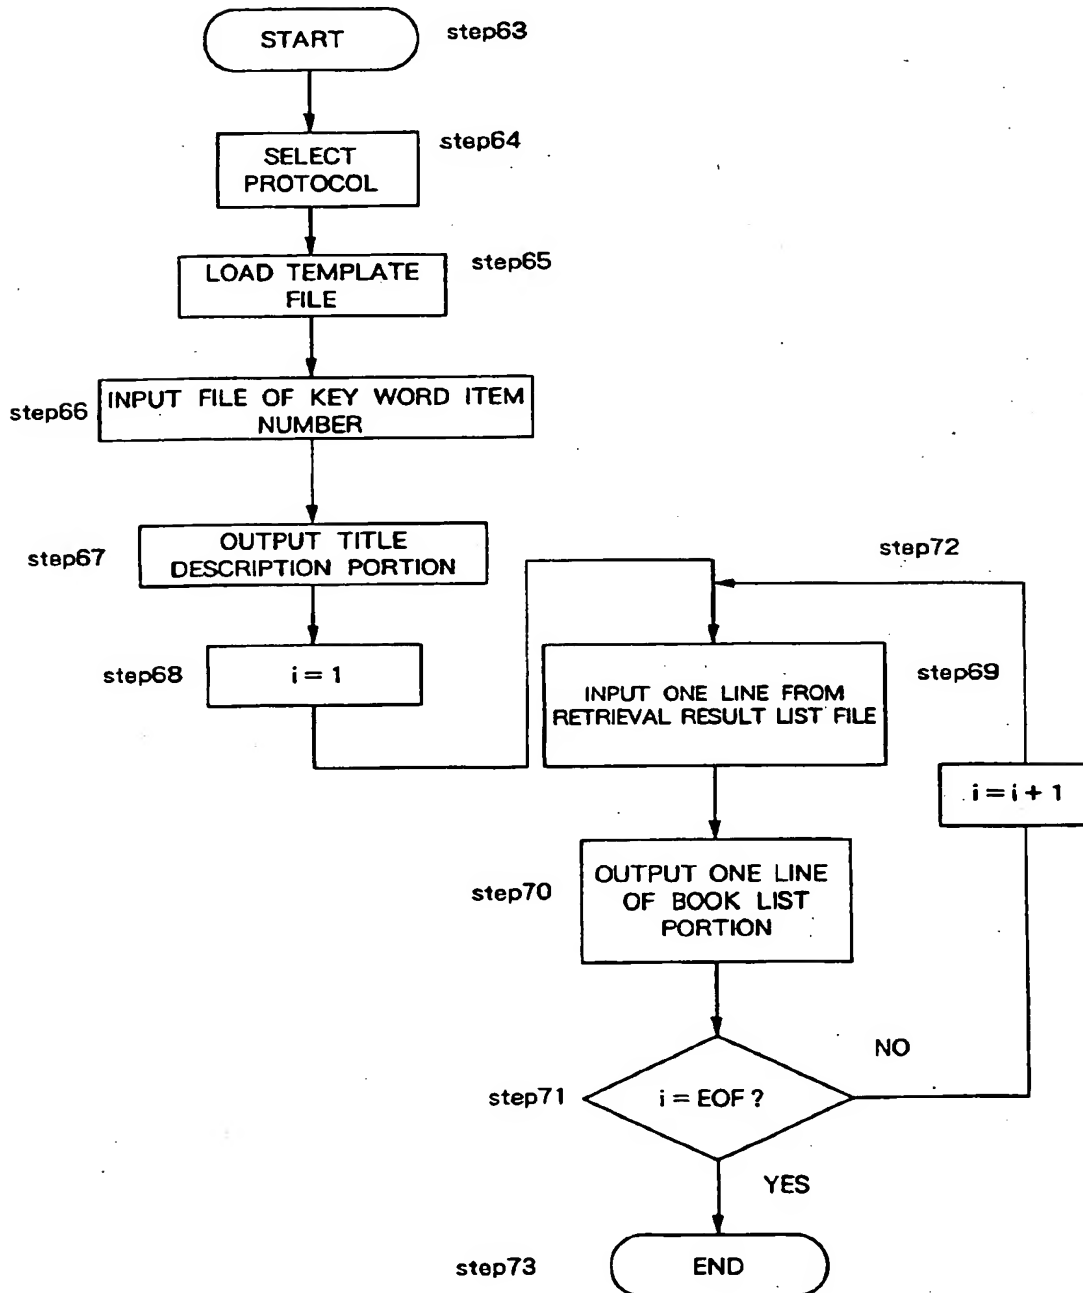 START
step63
step64
SELECT
PROTOCOL
step65
LOAD TEMPLATE
FILE
step66
INPUT FILE OF KEY WORD ITEM
NUMBER
step67
OUTPUT TITLE
DESCRIPTION PORTION
step68
i = 1
step72
step69
INPUT ONE LINE FROM
RETRIEVAL RESULT LIST FILE
i = i + 1
step70
OUTPUT ONE LINE
OF BOOK LIST
PORTION
step71
i = EOF ?
NO
YES
step73
END